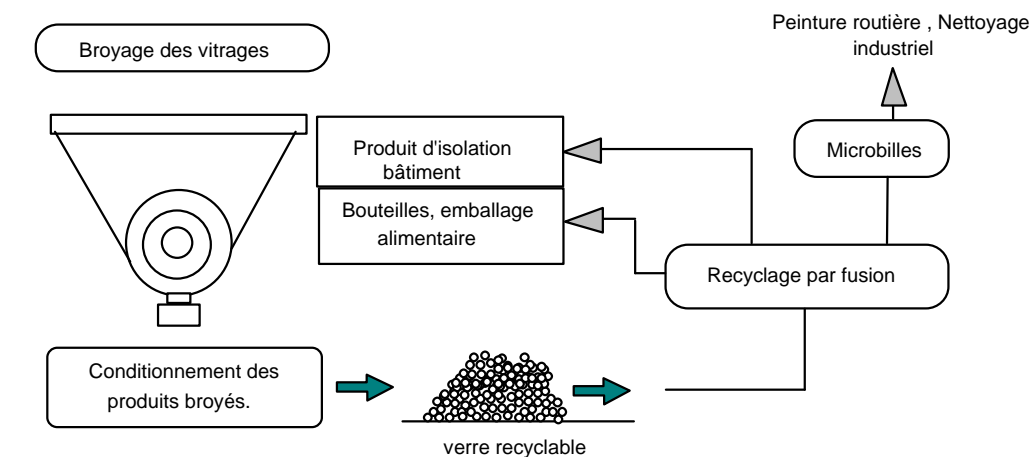 Peinture routière , Nettoyage
industriel
Broyage des vitrages
Produit d'isolation
bâtiment
Microbilles
Bouteilles, emballage
alimentaire
Recyclage par fusion
Conditionnement des
produits broyés.
verre recyclable